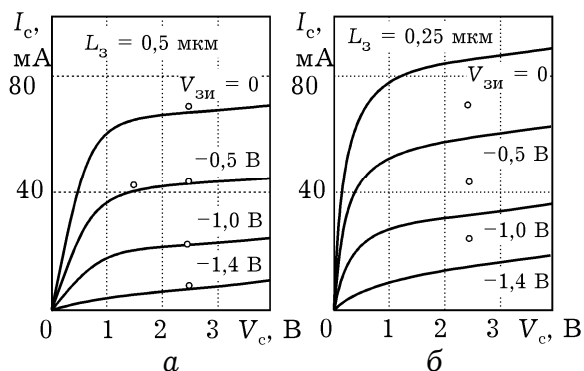 I_с, мА
L_з = 0,5 мкм
80
V_зи = 0
−0,5 В
40
−1,0 В
−1,4 В
0 1 2 3 V_с, В
а
I_с, мА
L_з = 0,25 мкм
80
V_зи = 0
−0,5 В
40
−1,0 В
−1,4 В
0 1 2 3 V_с, В
б